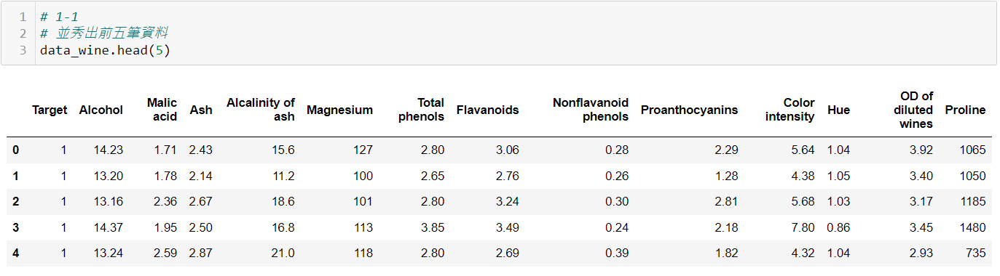 1 # 1-1
2 # 並秀出前五筆資料
3 data_wine.head(5)
Target Alcohol Malic acid Ash Alcalinity of ash Magnesium Total phenols Flavanoids Nonflavanoid phenols Proanthocyanins Color intensity Hue OD of diluted wines Proline
0 1 14.23 1.71 2.43 15.6 127 2.80 3.06 0.28 2.29 5.64 1.04 3.92 1065
1 1 13.20 1.78 2.14 11.2 100 2.65 2.76 0.26 1.28 4.38 1.05 3.40 1050
2 1 13.16 2.36 2.67 18.6 101 2.80 3.24 0.30 2.81 5.68 1.03 3.17 1185
3 1 14.37 1.95 2.50 16.8 113 3.85 3.49 0.24 2.18 7.80 0.86 3.45 1480
4 1 13.24 2.59 2.87 21.0 118 2.80 2.69 0.39 1.82 4.32 1.04 2.93 735